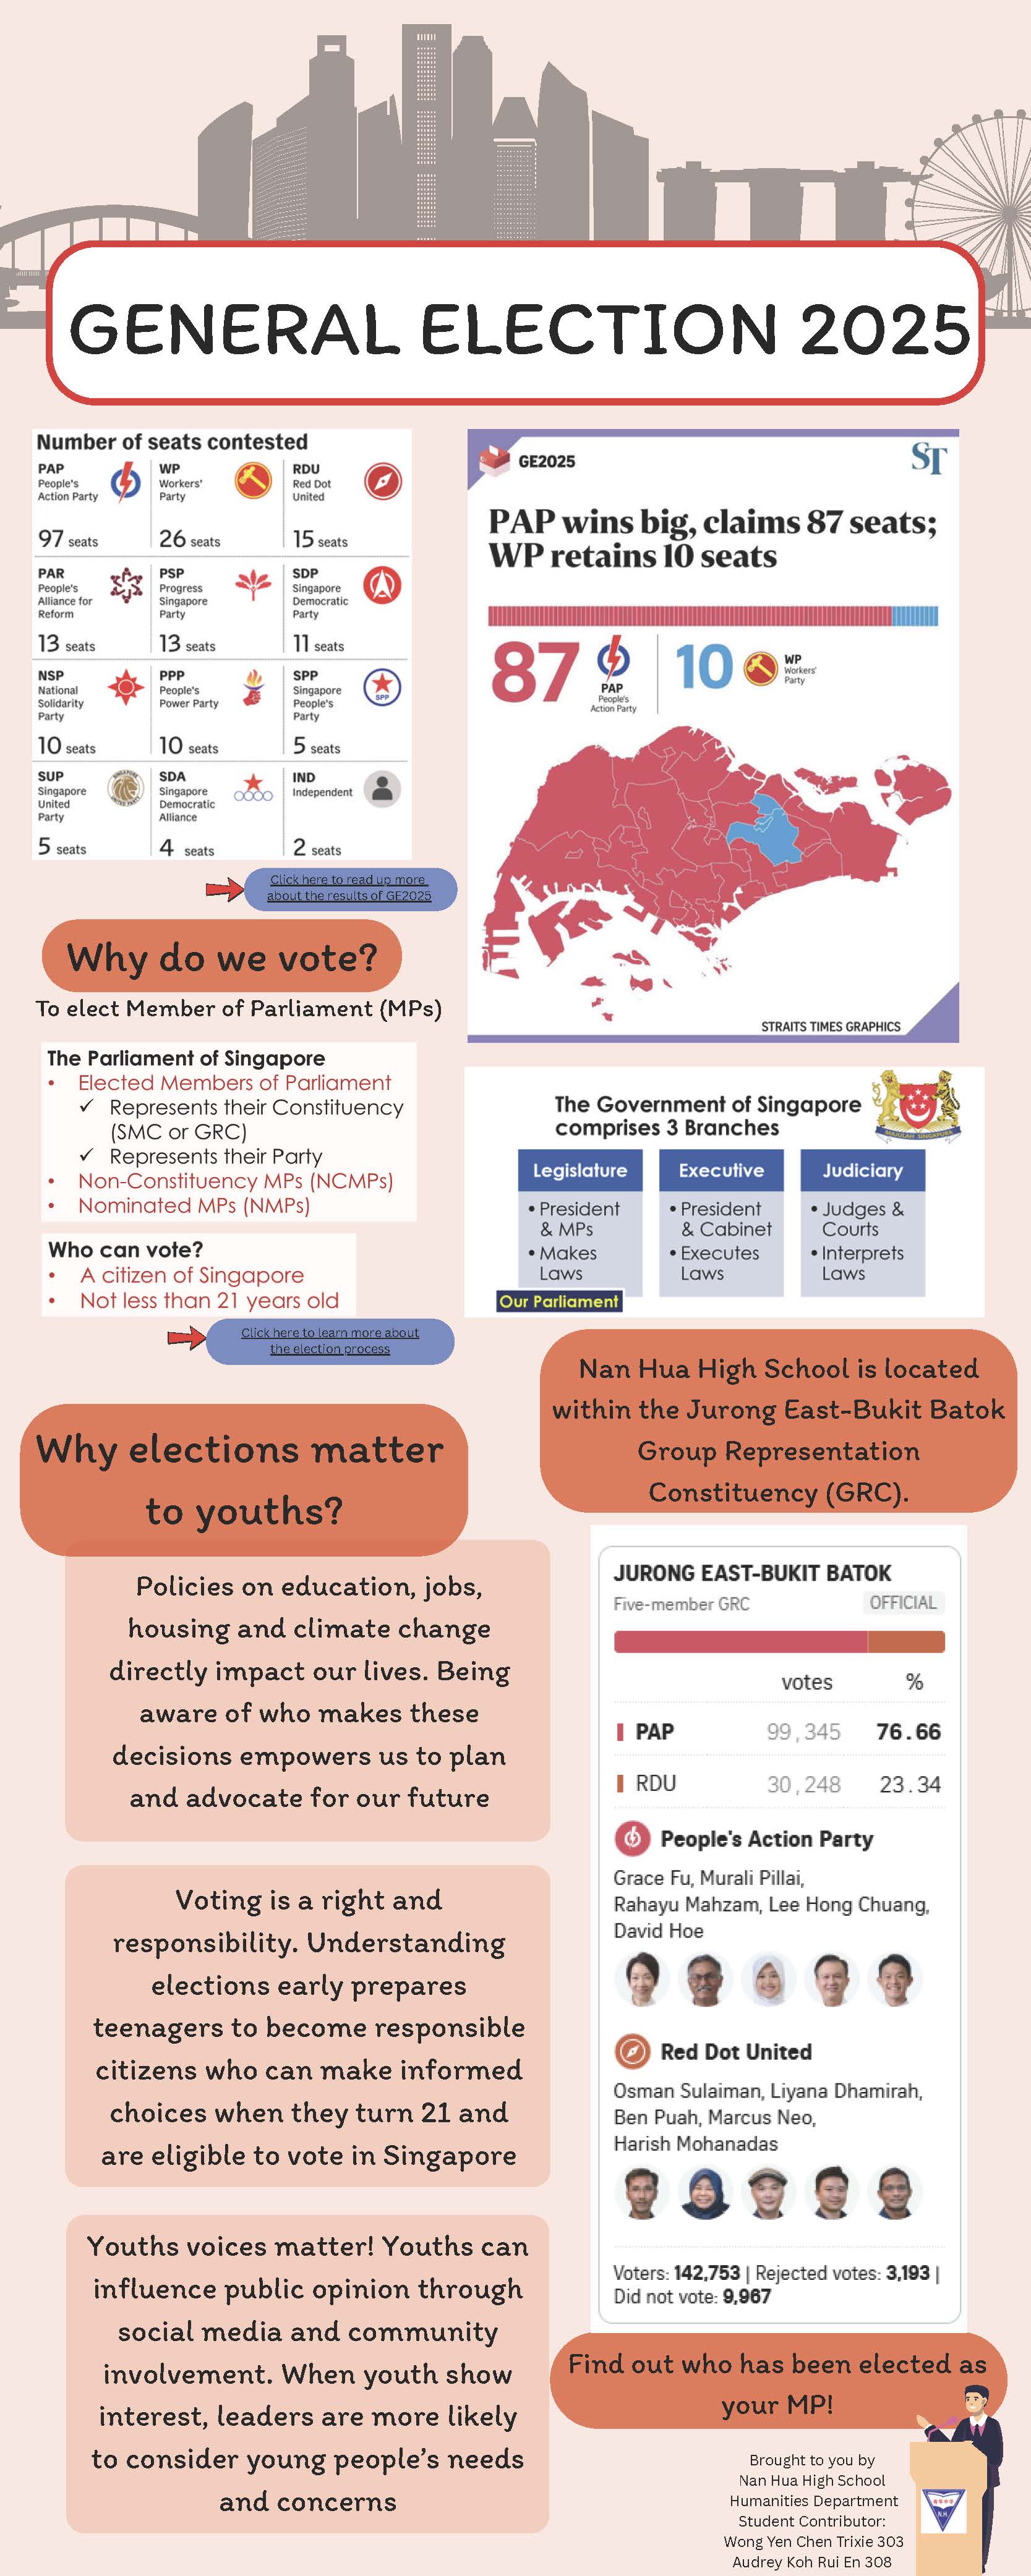 GENERAL ELECTION 2025
Number of seats contested
PAP
People's
Action Party
97 seats
WP
Workers'
Party
26 seats
RDU
Red Dot
United
15 seats
PAR
People's
Alliance for
Reform
13 seats
PSP
Progress
Singapore
Party
13 seats
SDP
Singapore
Democratic
Party
11 seats
NSP
National
Solidarity
Party
10 seats
PPP
People's
Power Party
10 seats
SPP
Singapore
People's
Party
SPP
5 seats
SUP
Singapore
United
Party
5 seats
SDA
Singapore
Democratic
Alliance
4 seats
IND
Independent
2 seats
Click here to read up more
about the results of GE2025
GE2025
ST
PAP wins big, claims 87 seats;
WP retains 10 seats
87
PAP
People's
Action Party
10
WP
Workers'
Party
STRAITS TIMES GRAPHICS
Why do we vote?
To elect Member of Parliament (MPs)
The Parliament of Singapore
• Elected Members of Parliament
✓ Represents their Constituency
(SMC or GRC)
✓ Represents their Party
• Non-Constituency MPs (NCMPs)
• Nominated MPs (NMPs)
Who can vote?
• A citizen of Singapore
• Not less than 21 years old
Click here to learn more about
the election process
The Government of Singapore
comprises 3 Branches
MAJULAH SINGAPURA
Legislature
• President
& MPs
• Makes
Laws
Our Parliament
Executive
• President
& Cabinet
• Executes
Laws
Judiciary
• Judges &
Courts
• Interprets
Laws
Nan Hua High School is located
within the Jurong East-Bukit Batok
Group Representation
Constituency (GRC).
Why elections matter
to youths?
Policies on education, jobs,
housing and climate change
directly impact our lives. Being
aware of who makes these
decisions empowers us to plan
and advocate for our future
Voting is a right and
responsibility. Understanding
elections early prepares
teenagers to become responsible
citizens who can make informed
choices when they turn 21 and
are eligible to vote in Singapore
Youths voices matter! Youths can
influence public opinion through
social media and community
involvement. When youth show
interest, leaders are more likely
to consider young people's needs
and concerns
JURONG EAST-BUKIT BATOK
Five-member GRC OFFICIAL
votes %
PAP 99,345 76.66
RDU 30,248 23.34
People's Action Party
Grace Fu, Murali Pillai,
Rahayu Mahzam, Lee Hong Chuang,
David Hoe
Red Dot United
Osman Sulaiman, Liyana Dhamirah,
Ben Puah, Marcus Neo,
Harish Mohanadas
Voters: 142,753 | Rejected votes: 3,193 |
Did not vote: 9,967
Find out who has been elected as
your MP!
Brought to you by
Nan Hua High School
Humanities Department
Student Contributor:
Wong Yen Chen Trixie 303
Audrey Koh Rui En 308